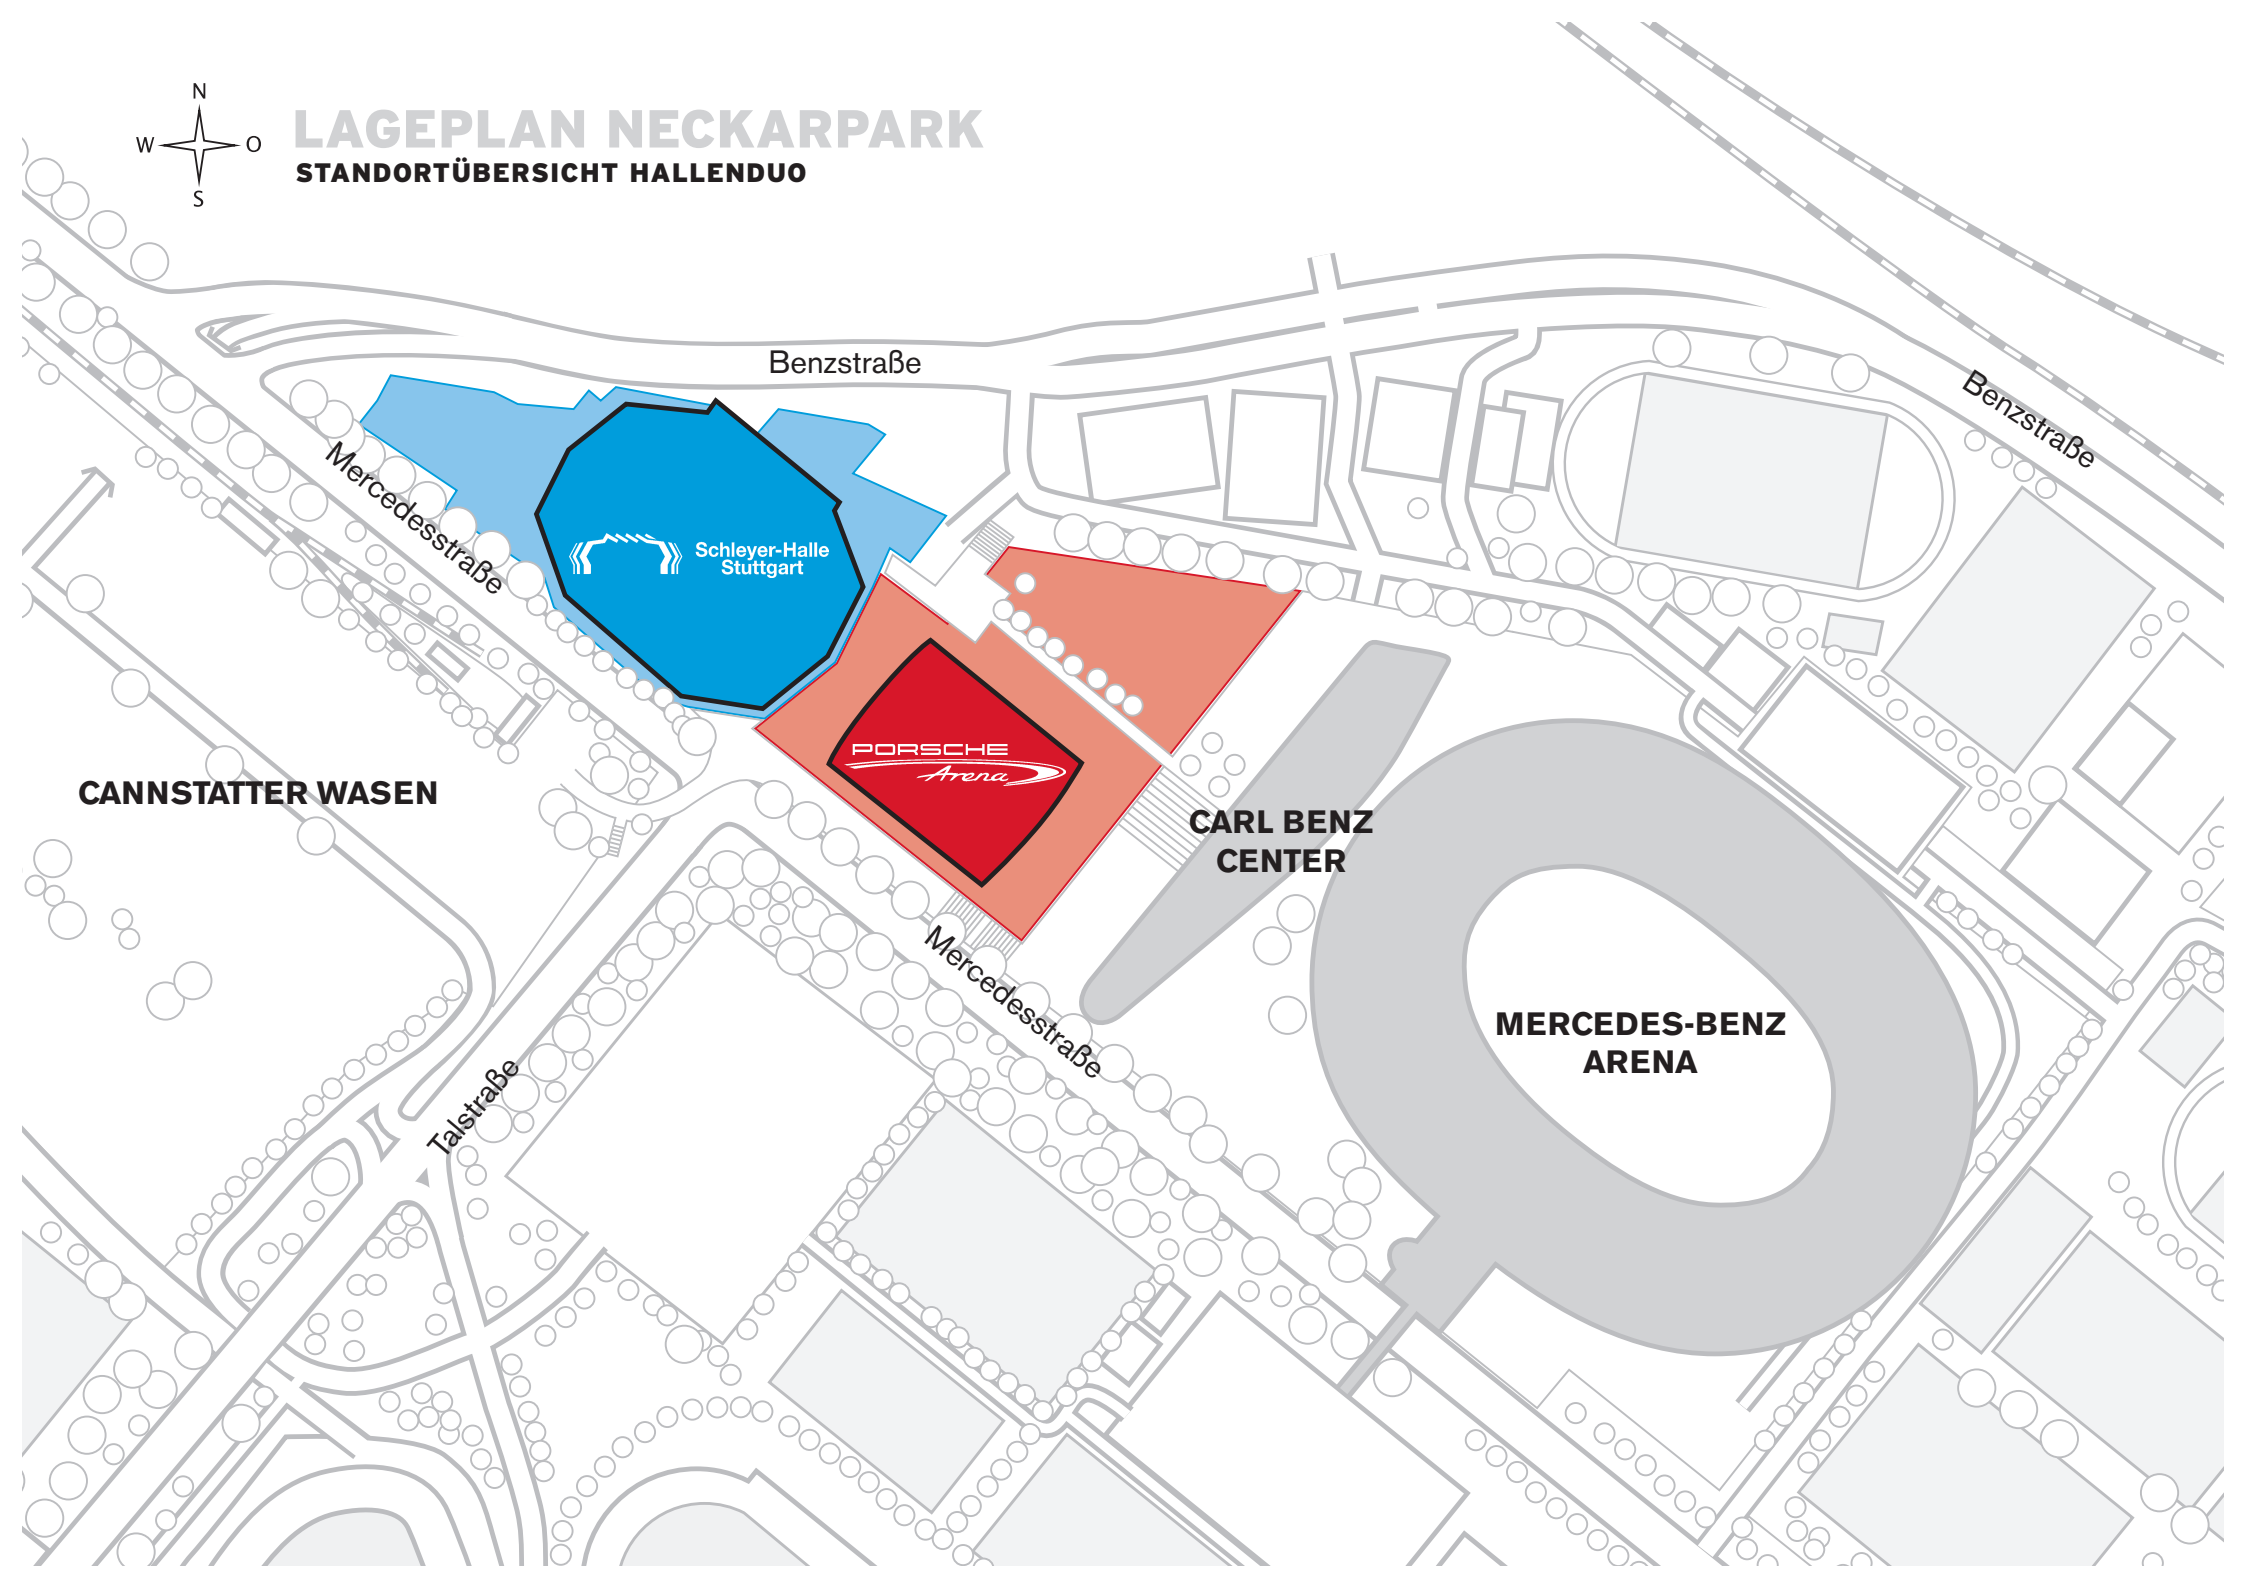 N
W O
S
LAGEPLAN NECKARPARK
STANDORTÜBERSICHT HALLENDUO
Benzstraße
Benzstraße
Mercedesstraße
Schleyer-Halle
Stuttgart
PORSCHE
Arena
CANNSTATTER WASEN
CARL BENZ
CENTER
Mercedesstraße
MERCEDES-BENZ
ARENA
Talstraße